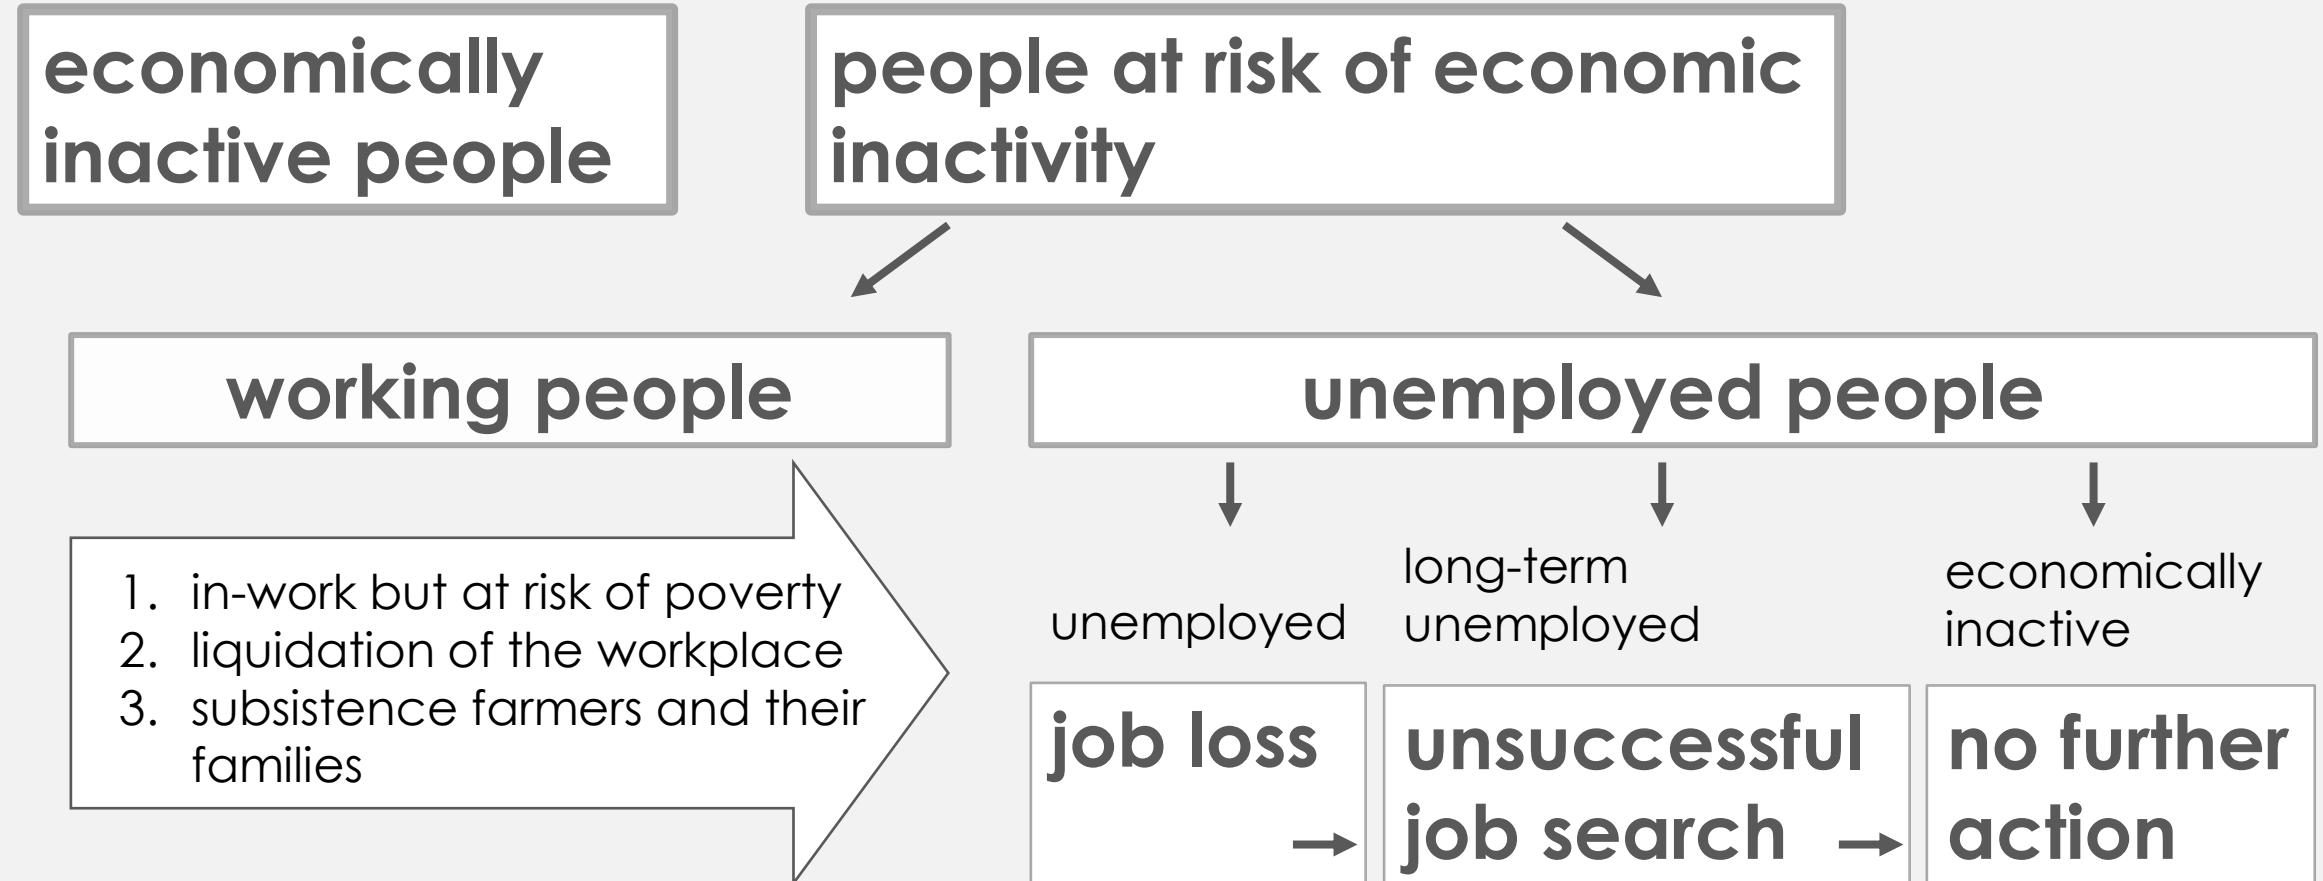 economically
inactive people
people at risk of economic
inactivity
working people
unemployed people
1. in-work but at risk of poverty
2. liquidation of the workplace
3. subsistence farmers and their
families
unemployed
long-term
unemployed
economically
inactive
job loss
unsuccessful
job search
no further
action